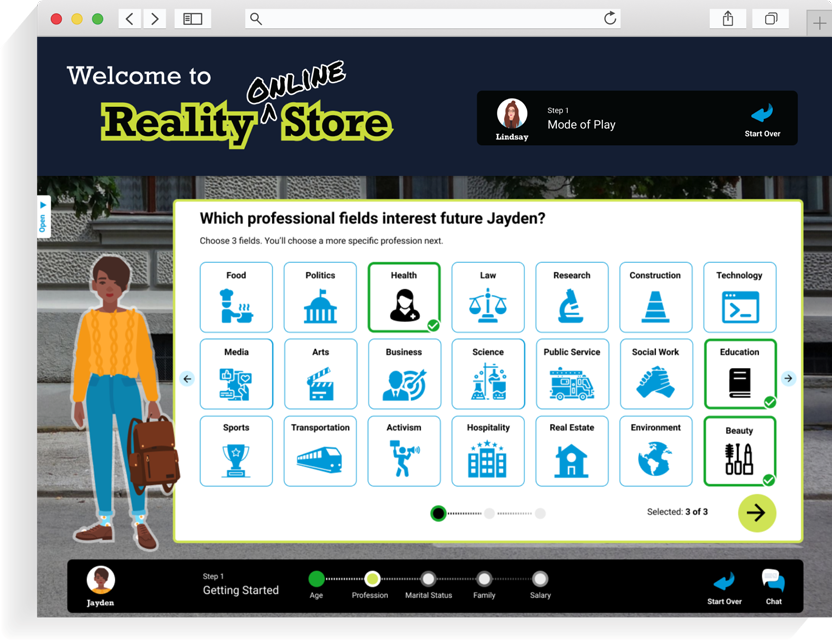 Welcome to
ONLINE
Reality Store
Lindsay
Step 1
Mode of Play
Start Over
Open
Which professional fields interest future Jayden?
Choose 3 fields. You'll choose a more specific profession next.
Food
Politics
Health
Law
Research
Construction
Technology
Media
Arts
Business
Science
Public Service
Social Work
Education
Sports
Transportation
Activism
Hospitality
Real Estate
Environment
Beauty
Selected: 3 of 3
Jayden
Step 1
Getting Started
Age
Profession
Marital Status
Family
Salary
Start Over
Chat